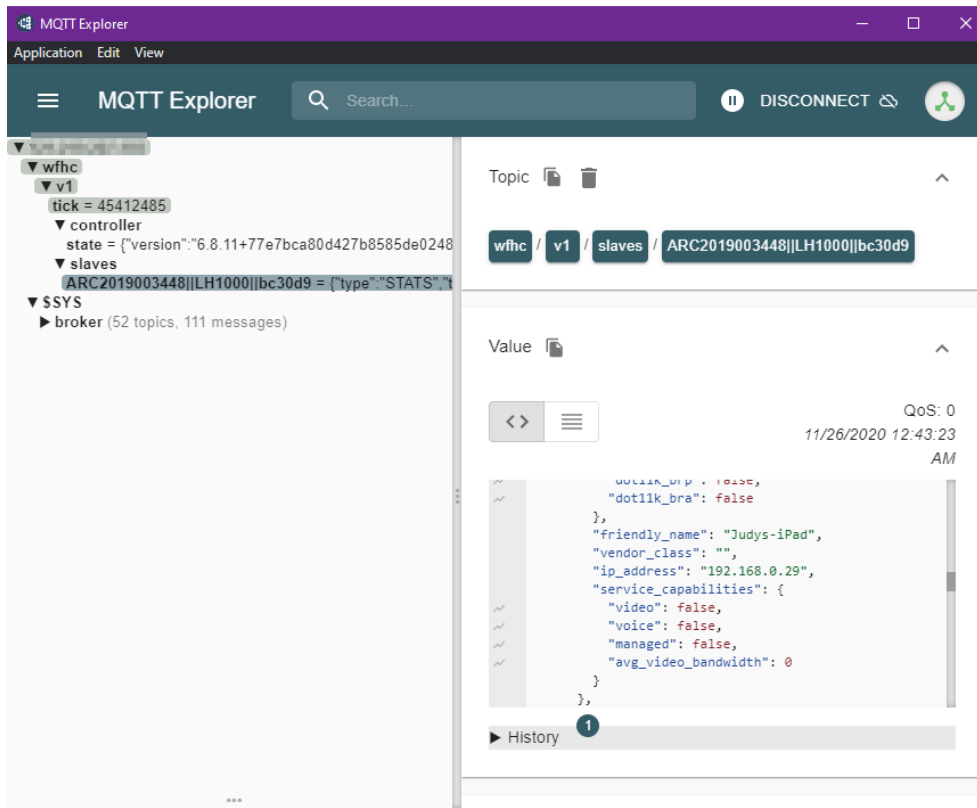 MQTT Explorer
Application Edit View
MQTT Explorer
Search...
DISCONNECT
▼ wfhc
▼ v1
tick = 45412485
▼ controller
state = {"version":"6.8.11+77e7bca80d427b8585de0248
▼ slaves
ARC2019003448||LH1000||bc30d9 = {"type":"STATS","t
▼ $SYS
▶ broker (52 topics, 111 messages)
Topic
wfhc / v1 / slaves / ARC2019003448||LH1000||bc30d9
Value
QoS: 0
11/26/2020 12:43:23
AM
"dot11k_brp": false,
"dot11k_bra": false
},
"friendly_name": "Judys-iPad",
"vendor_class": "",
"ip_address": "192.168.0.29",
"service_capabilities": {
"video": false,
"voice": false,
"managed": false,
"avg_video_bandwidth": 0
}
},
▶ History 1